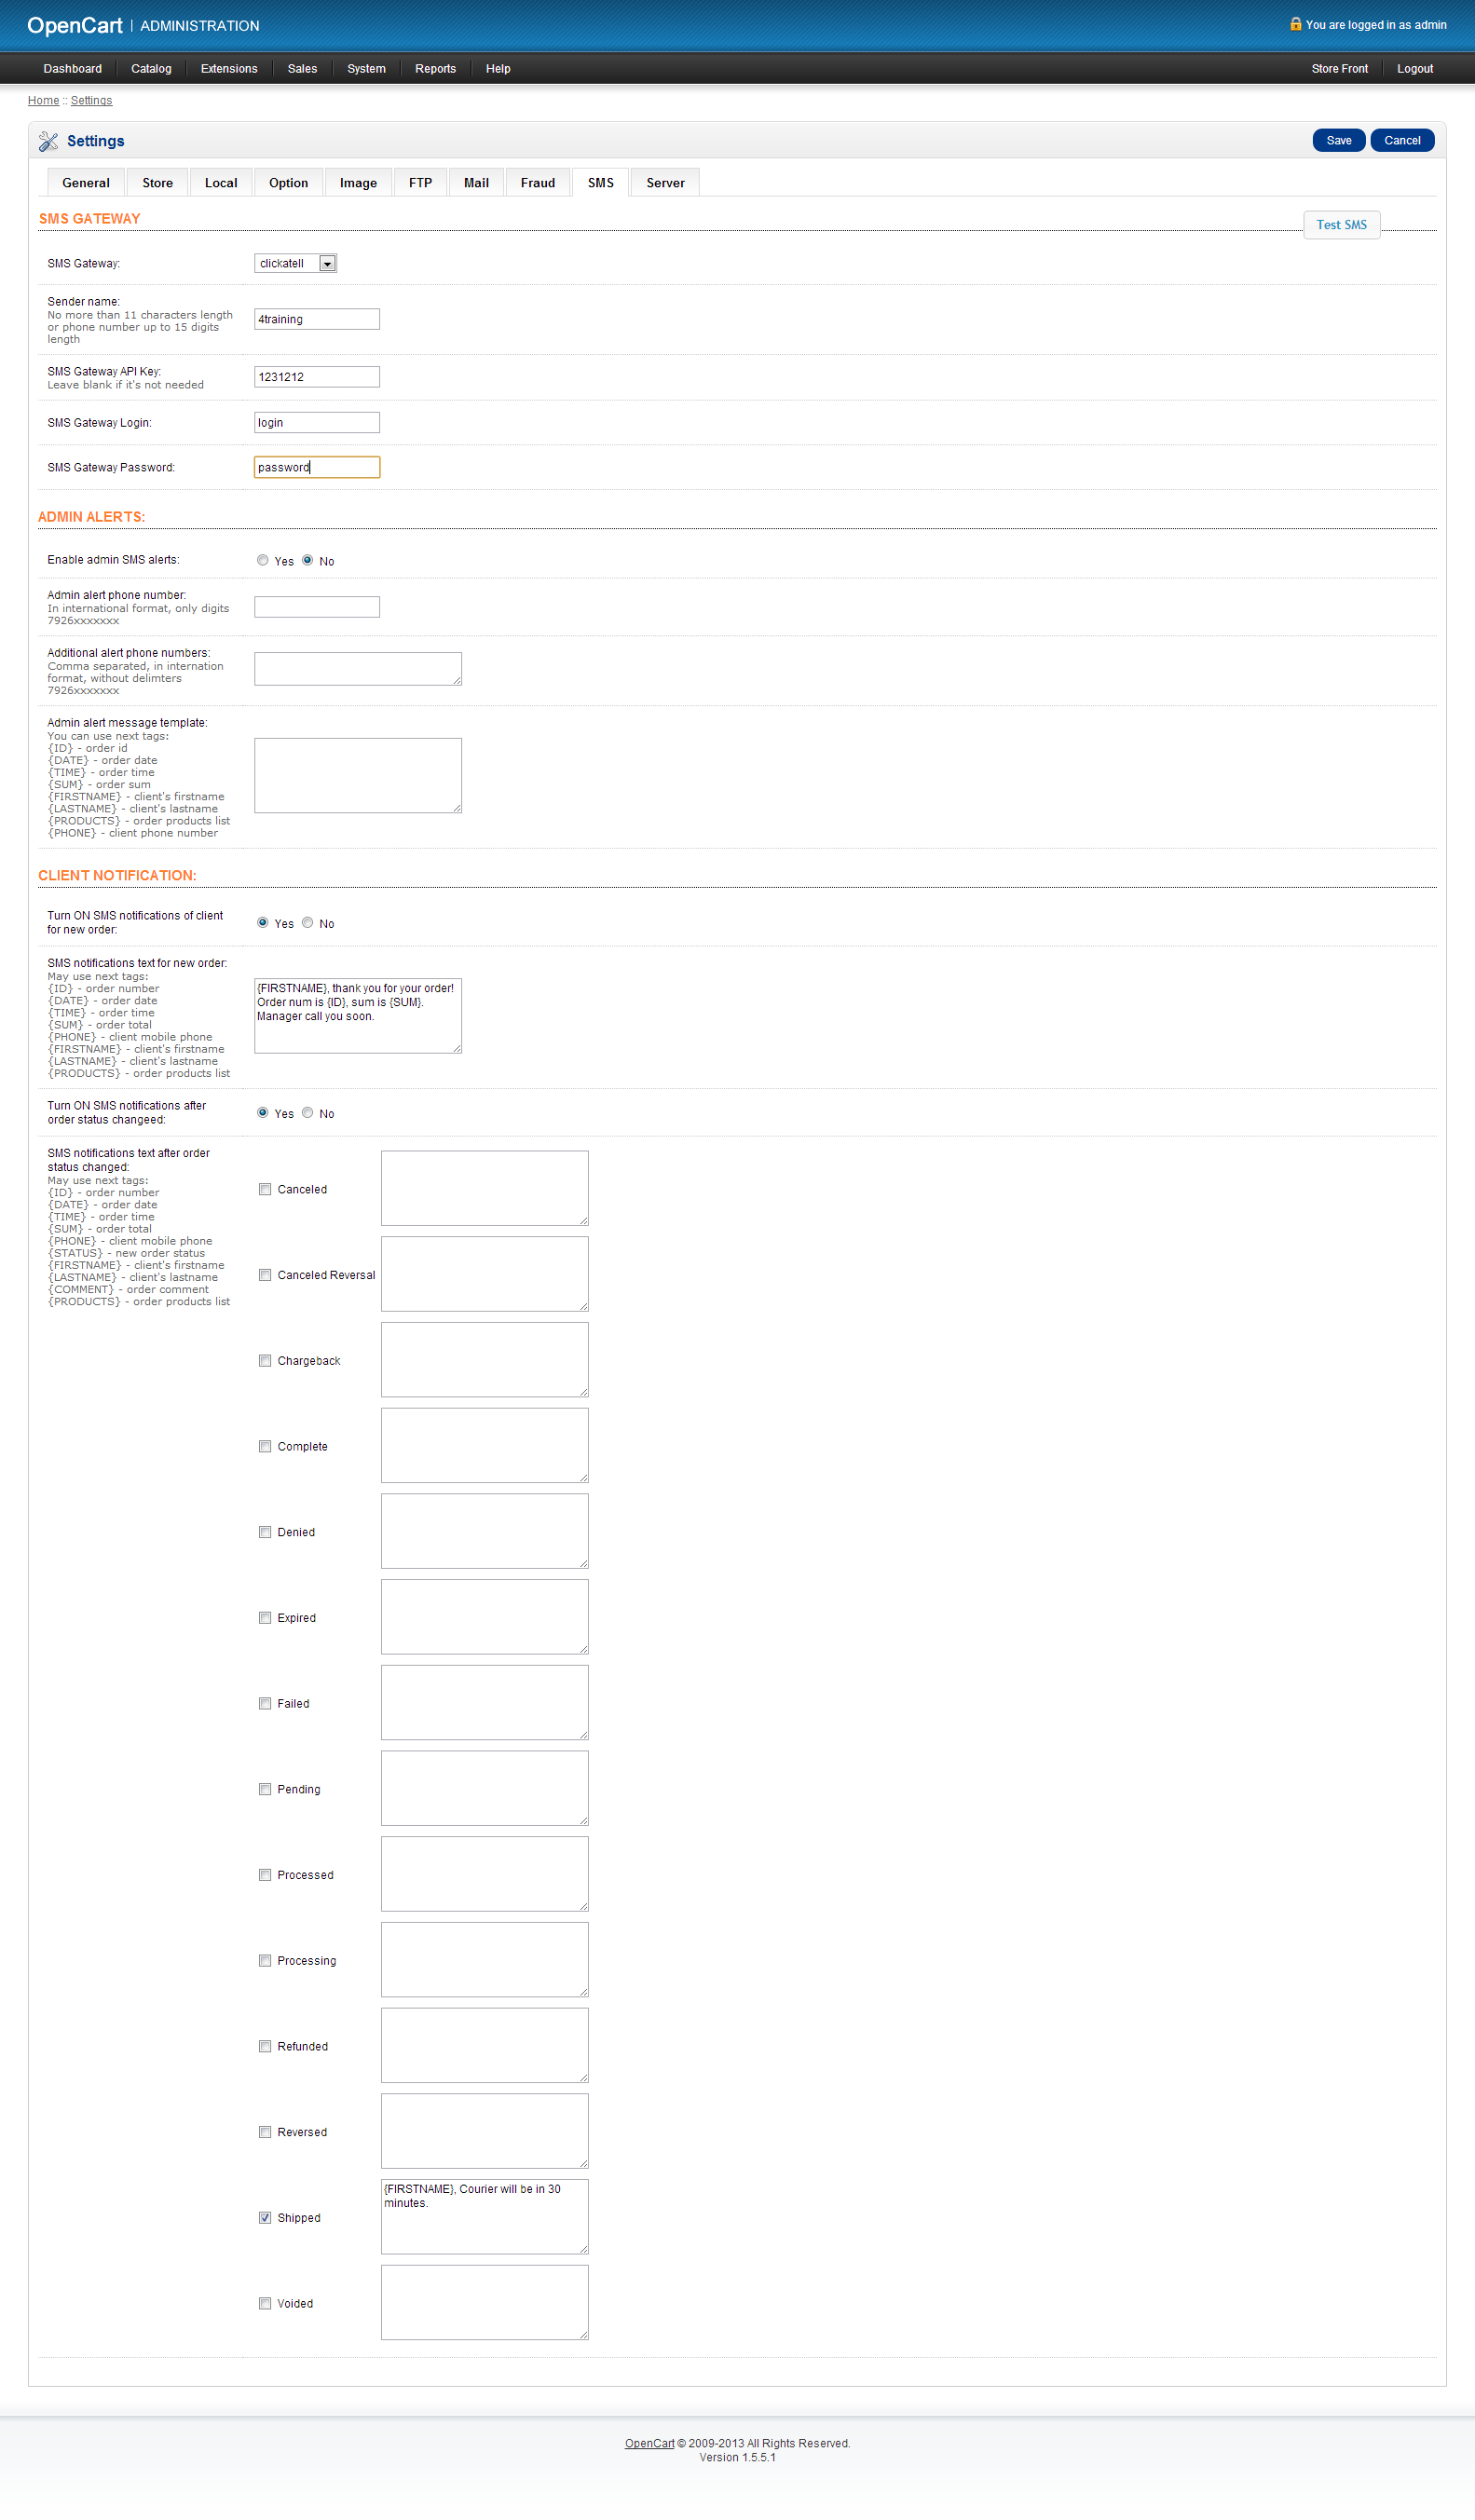 OpenCart | ADMINISTRATION
You are logged in as admin
Dashboard Catalog Extensions Sales System Reports Help Store Front Logout
Home :: Settings
Settings Save Cancel
General Store Local Option Image FTP Mail Fraud SMS Server
SMS GATEWAY
Test SMS
SMS Gateway: clickatell
Sender name:
No more than 11 characters length
or phone number up to 15 digits
length
4training
SMS Gateway API Key:
Leave blank if it's not needed
1231212
SMS Gateway Login: login
SMS Gateway Password: password
ADMIN ALERTS:
Enable admin SMS alerts: Yes No
Admin alert phone number:
In international format, only digits
7926xxxxxxx
Additional alert phone numbers:
Comma separated, in internation
format, without delimters
7926xxxxxxx
Admin alert message template:
You can use next tags:
{ID} - order id
{DATE} - order date
{TIME} - order time
{SUM} - order sum
{FIRSTNAME} - client's firstname
{LASTNAME} - client's lastname
{PRODUCTS} - order products list
{PHONE} - client phone number
CLIENT NOTIFICATION:
Turn ON SMS notifications of client
for new order:
Yes No
SMS notifications text for new order:
May use next tags:
{ID} - order number
{DATE} - order date
{TIME} - order time
{SUM} - order total
{PHONE} - client mobile phone
{FIRSTNAME} - client's firstname
{LASTNAME} - client's lastname
{PRODUCTS} - order products list
{FIRSTNAME}, thank you for your order!
Order num is {ID}, sum is {SUM}.
Manager call you soon.
Turn ON SMS notifications after
order status changeed:
Yes No
SMS notifications text after order
status changed:
May use next tags:
{ID} - order number
{DATE} - order date
{TIME} - order time
{SUM} - order total
{PHONE} - client mobile phone
{STATUS} - new order status
{FIRSTNAME} - client's firstname
{LASTNAME} - client's lastname
{COMMENT} - order comment
{PRODUCTS} - order products list
Canceled
Canceled Reversal
Chargeback
Complete
Denied
Expired
Failed
Pending
Processed
Processing
Refunded
Reversed
Shipped
{FIRSTNAME}, Courier will be in 30
minutes.
Voided
OpenCart © 2009-2013 All Rights Reserved.
Version 1.5.5.1